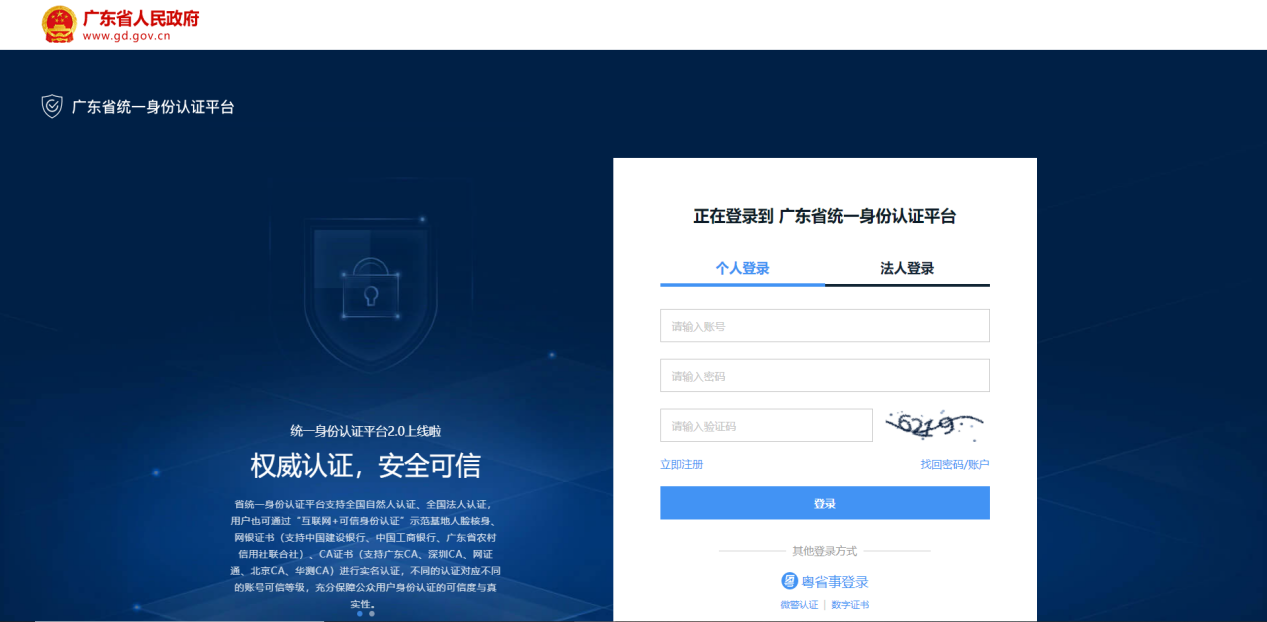 广东省人民政府
www.gd.gov.cn
广东省统一身份认证平台
统一身份认证平台2.0上线啦
权威认证，安全可信
省统一身份认证平台支持全国自然人认证、全国法人认证，
用户也可通过“互联网+可信身份认证”示范基地人脸核身、
网银证书（支持中国建设银行、中国工商银行、广东省农村
信用社联合社）、CA证书（支持广东CA、深圳CA、网证
通、北京CA、华测CA）进行实名认证，不同的认证对应不同
的账号可信等级，充分保障公众用户身份认证的可信度与真
实性。
正在登录到 广东省统一身份认证平台
个人登录 法人登录
请输入账号
请输入密码
请输入验证码 6219
立即注册 找回密码/账户
登录
其他登录方式
粤省事登录
微警认证 | 数字证书